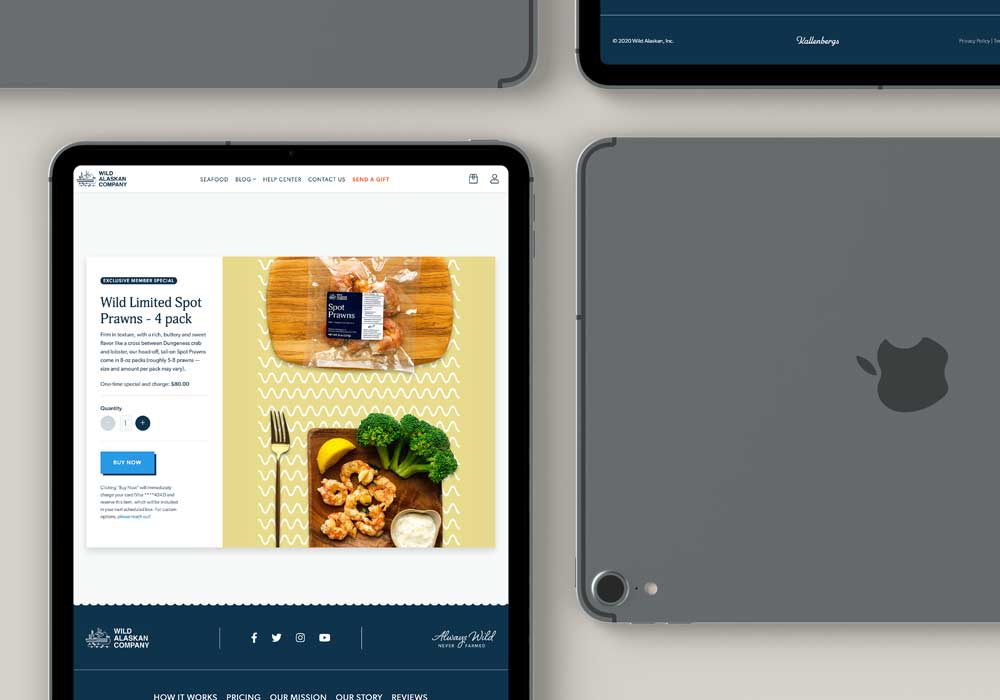 © 2020 Wild Alaskan, Inc.
Kallenbergs
Privacy Policy |
WILD
ALASKAN
COMPANY
SEAFOOD BLOG HELP CENTER CONTACT US SEND A GIFT
EXCLUSIVE MEMBER SPECIAL
Wild Limited Spot
Prawns - 4 pack
Firm in texture, with a rich, buttery and sweet
flavor like a cross between Dungeness crab
and lobster, our head-off, tail-on Spot Prawns
come in 8-oz packs (roughly 5-8 prawns —
size and amount per pack may vary).
One-time special and charge: $80.00
Quantity
1
+
BUY NOW
Clicking "Buy Now" will immediately
charge your card (Visa ****4242) and
reserve this item, which will be included
in your next scheduled box. For custom
options, please reach out!
Spot
Prawns
WILD
ALASKAN
COMPANY
Always Wild
NEVER FARMED
HOW IT WORKS PRICING OUR MISSION OUR STORY REVIEWS